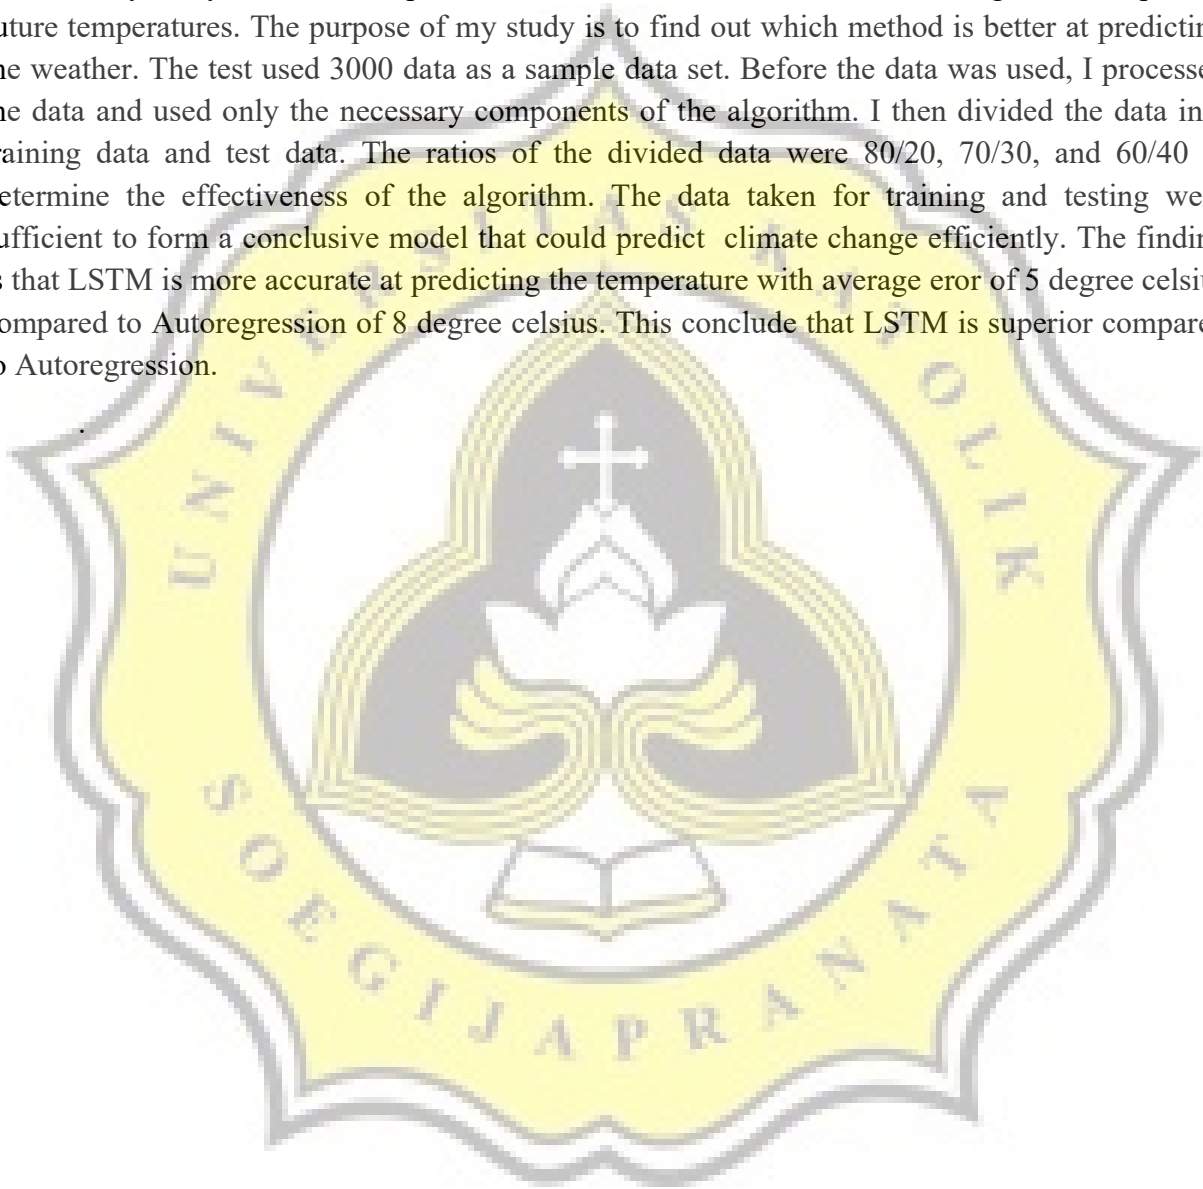 uture temperatures. The purpose of my study is to find out which method is better at predictin
he weather. The test used 3000 data as a sample data set. Before the data was used, I processe
he data and used only the necessary components of the algorithm. I then divided the data in
raining data and test data. The ratios of the divided data were 80/20, 70/30, and 60/40
etermine the effectiveness of the algorithm. The data taken for training and testing we
ufficient to form a conclusive model that could predict climate change efficiently. The findin
s that LSTM is more accurate at predicting the temperature with average eror of 5 degree celsiu
ompared to Autoregression of 8 degree celsius. This conclude that LSTM is superior compare
o Autoregression.
.
UNIVERSITAS KATOLIK
SOEGIJAPRANATA